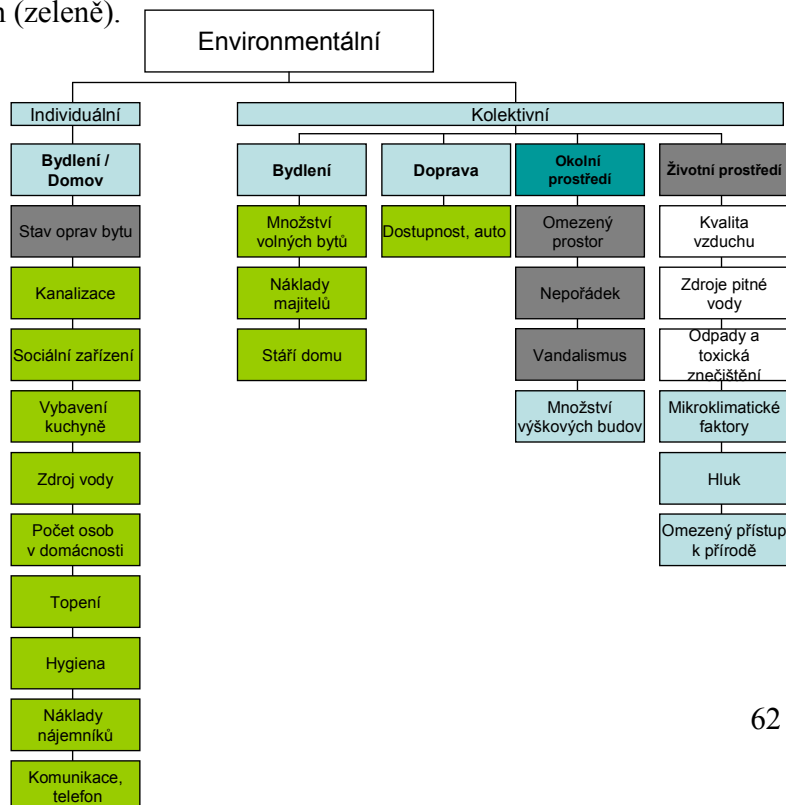 (zeleně).
Environmentální
Individuální
Kolektivní
Bydlení /
Domov
Stav oprav bytu
Kanalizace
Sociální zařízení
Vybavení
kuchyně
Zdroj vody
Počet osob
v domácnosti
Topení
Hygiena
Náklady
nájemníků
Komunikace,
telefon
Bydlení
Množství
volných bytů
Náklady
majitelů
Stáří domu
Doprava
Dostupnost, auto
Okolní
prostředí
Omezený
prostor
Nepořádek
Vandalismus
Množství
výškových budov
Životní prostředí
Kvalita
vzduchu
Zdroje pitné
vody
Odpady a
toxická
znečištění
Mikroklimatické
faktory
Hluk
Omezený přístup
k přírodě
62